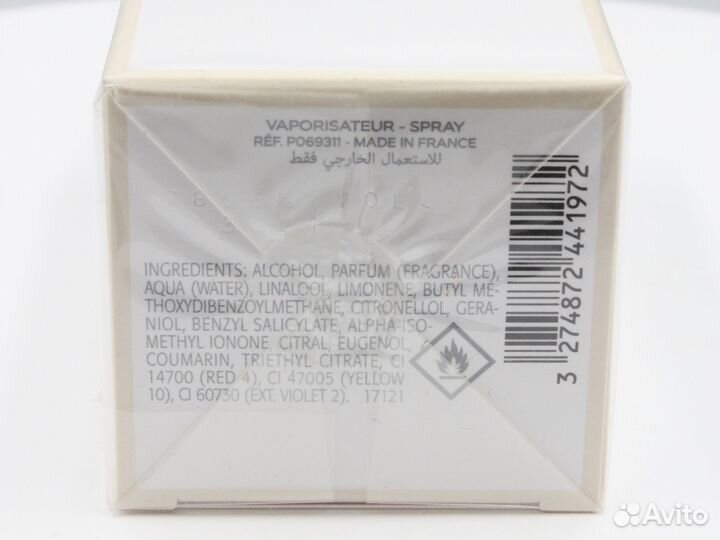 VAPORISATEUR - SPRAY
RÉF. P069311 - MADE IN FRANCE
للاستعمال الخارجي فقط
VOL
INGREDIENTS: ALCOHOL, PARFUM (FRAGRANCE),
AQUA (WATER), LINALOOL, LIMONENE, BUTYL ME-
THOXYDIBENZOYLMETHANE, CITRONELLOL, GERA-
NIOL, BENZYL SALICYLATE, ALPHA-ISO-
METHYL IONONE, CITRAL, EUGENOL,
COUMARIN, TRIETHYL CITRATE, CI
14700 (RED 4), CI 47005 (YELLOW
10), CI 60730 (EXT. VIOLET 2). 17121
3 274872 441972
Avito